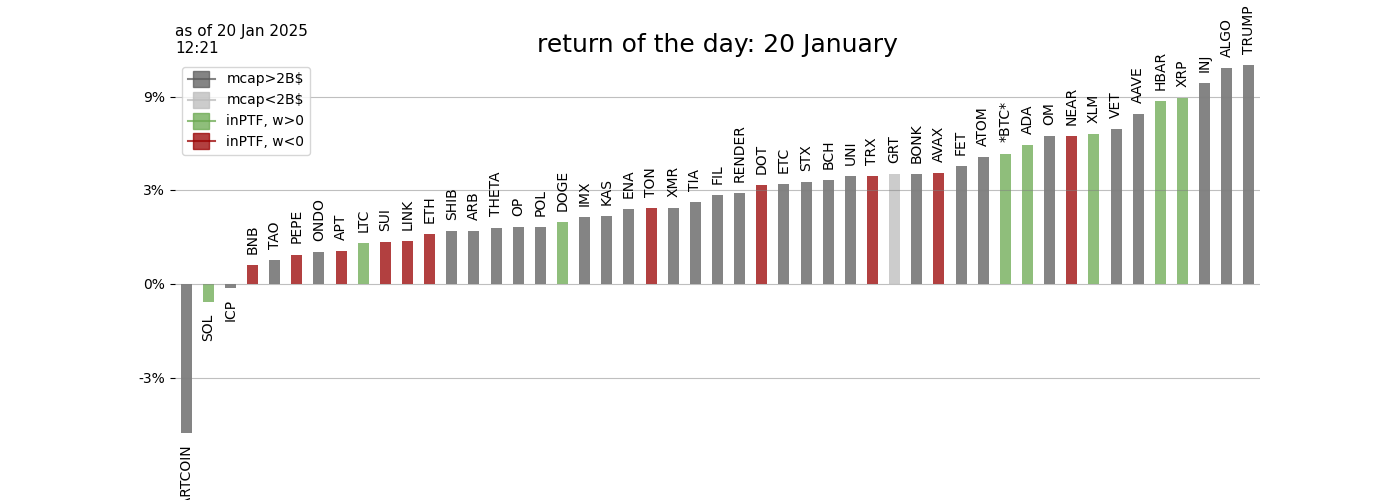 as of 20 Jan 2025
12:21
return of the day: 20 January
mcap>2B$
mcap<2B$
inPTF, w>0
inPTF, w<0
9%
3%
0%
-3%
SOL
ICP
BNB
TAO
PEPE
ONDO
APT
LTC
SUI
LINK
ETH
SHIB
ARB
THETA
OP
POL
DOGE
IMX
KAS
ENA
TON
XMR
TIA
FIL
RENDER
DOT
ETC
STX
BCH
UNI
TRX
GRT
BONK
AVAX
FET
ATOM
*BTC*
ADA
OM
NEAR
XLM
VET
AAVE
HBAR
XRP
INJ
ALGO
TRUMP